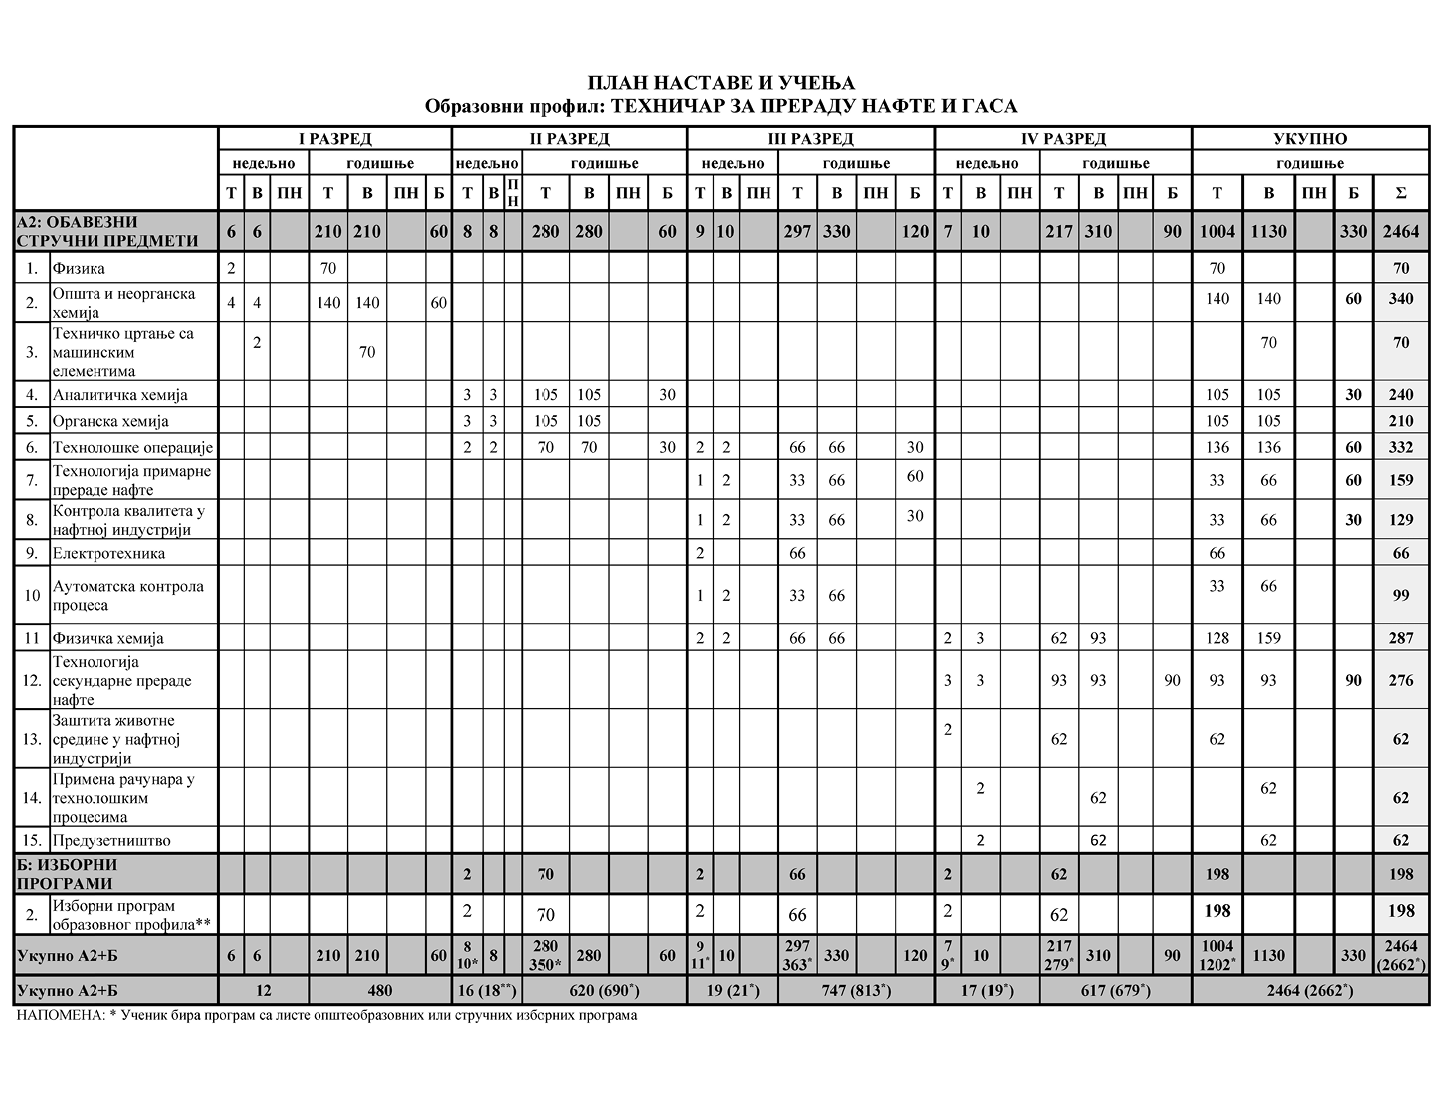 ПЛАН НАСТАВЕ И УЧЕЊА
Образовни профил: ТЕХНИЧАР ЗА ПРЕРАДУ НАФТЕ И ГАСА
I РАЗРЕД II РАЗРЕД III РАЗРЕД IV РАЗРЕД УКУПНО
недељно годишње недељно годишње недељно годишње недељно годишње годишње
Т В ПН Т В ПН Б Т В ПН Т В ПН Б Т В ПН Т В ПН Б Т В ПН Т В ПН Б Т В ПН Б Σ
А2: ОБАВЕЗНИ
СТРУЧНИ ПРЕДМЕТИ 6 6 210 210 60 8 8 280 280 60 9 10 297 330 120 7 10 217 310 90 1004 1130 330 2464
1. Физика 2 70 70 70
2. Општа и неорганска
хемија 4 4 140 140 60 140 140 60 340
3. Техничко цртање са
машинским
елементима 2 70 70 70
4. Аналитичка хемија 3 3 105 105 30 105 105 30 240
5. Органска хемија 3 3 105 105 105 105 210
6. Технолошке операције 2 2 70 70 30 2 2 66 66 30 136 136 60 332
7. Технологија примарне
прераде нафте 1 2 33 66 60 33 66 60 159
8. Контрола квалитета у
нафтној индустрији 1 2 33 66 30 33 66 30 129
9. Електротехника 2 66 66 66
10 Аутоматска контрола
процеса 1 2 33 66 33 66 99
11 Физичка хемија 2 2 66 66 2 3 62 93 128 159 287
12. Технологија
секундарне прераде
нафте 3 3 93 93 90 93 93 90 276
13. Заштита животне
средине у нафтној
индустрији 2 62 62 62
14. Примена рачунара у
технолошким
процесима 2 62 62 62
15. Предузетништво 2 62 62 62
Б: ИЗБОРНИ
ПРОГРАМИ 2 70 2 66 2 62 198 198
2. Изборни програм
образовног профила** 2 70 2 66 2 62 198 198
Укупно А2+Б 6 6 210 210 60 8 10* 8 280 350* 280 60 9 11* 10 297 363* 330 120 7 9* 10 217 279* 310 90 1004 1202* 1130 330 2464 (2662*)
Укупно А2+Б 12 480 16 (18**) 620 (690*) 19 (21*) 747 (813*) 17 (19*) 617 (679*) 2464 (2662*)
НАПОМЕНА: * Ученик бира програм са листе општеобразовних или стручних изборних програма